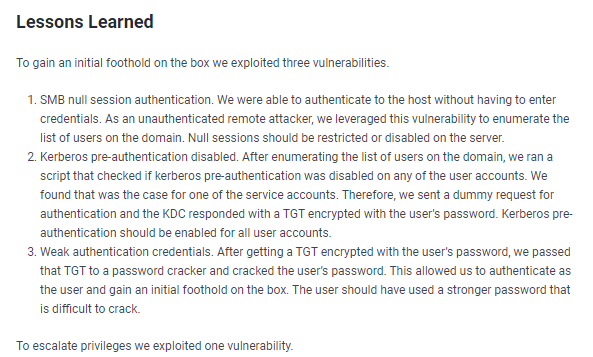 Lessons Learned
To gain an initial foothold on the box we exploited three vulnerabilities.
1. SMB null session authentication. We were able to authenticate to the host without having to enter
credentials. As an unauthenticated remote attacker, we leveraged this vulnerability to enumerate the
list of users on the domain. Null sessions should be restricted or disabled on the server.
2. Kerberos pre-authentication disabled. After enumerating the list of users on the domain, we ran a
script that checked if kerberos pre-authentication was disabled on any of the user accounts. We
found that was the case for one of the service accounts. Therefore, we sent a dummy request for
authentication and the KDC responded with a TGT encrypted with the user's password. Kerberos pre-
authentication should be enabled for all user accounts.
3. Weak authentication credentials. After getting a TGT encrypted with the user's password, we passed
that TGT to a password cracker and cracked the user's password. This allowed us to authenticate as
the user and gain an initial foothold on the box. The user should have used a stronger password that
is difficult to crack.
To escalate privileges we exploited one vulnerability.